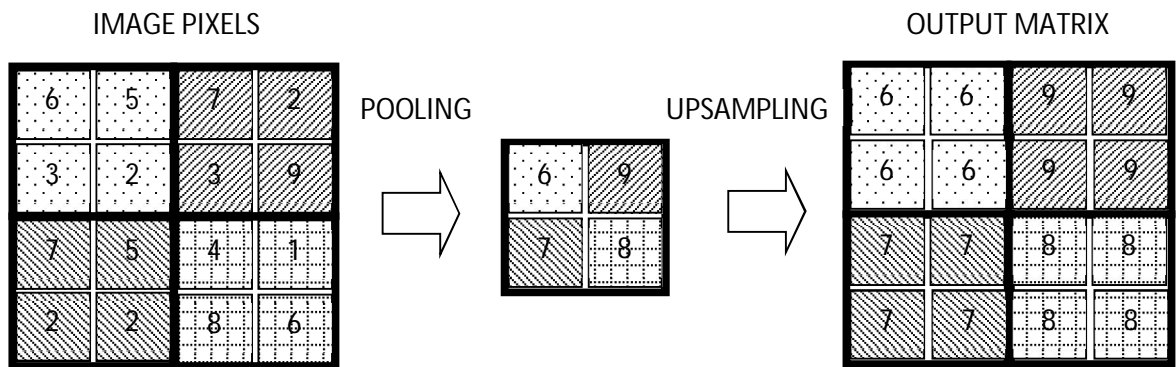 IMAGE PIXELS
OUTPUT MATRIX
POOLING
UPSAMPLING
6 5 7 2
3 2 3 9
7 5 4 1
2 2 8 6
6 9
7 8
6 6 9 9
6 6 9 9
7 7 8 8
7 7 8 8